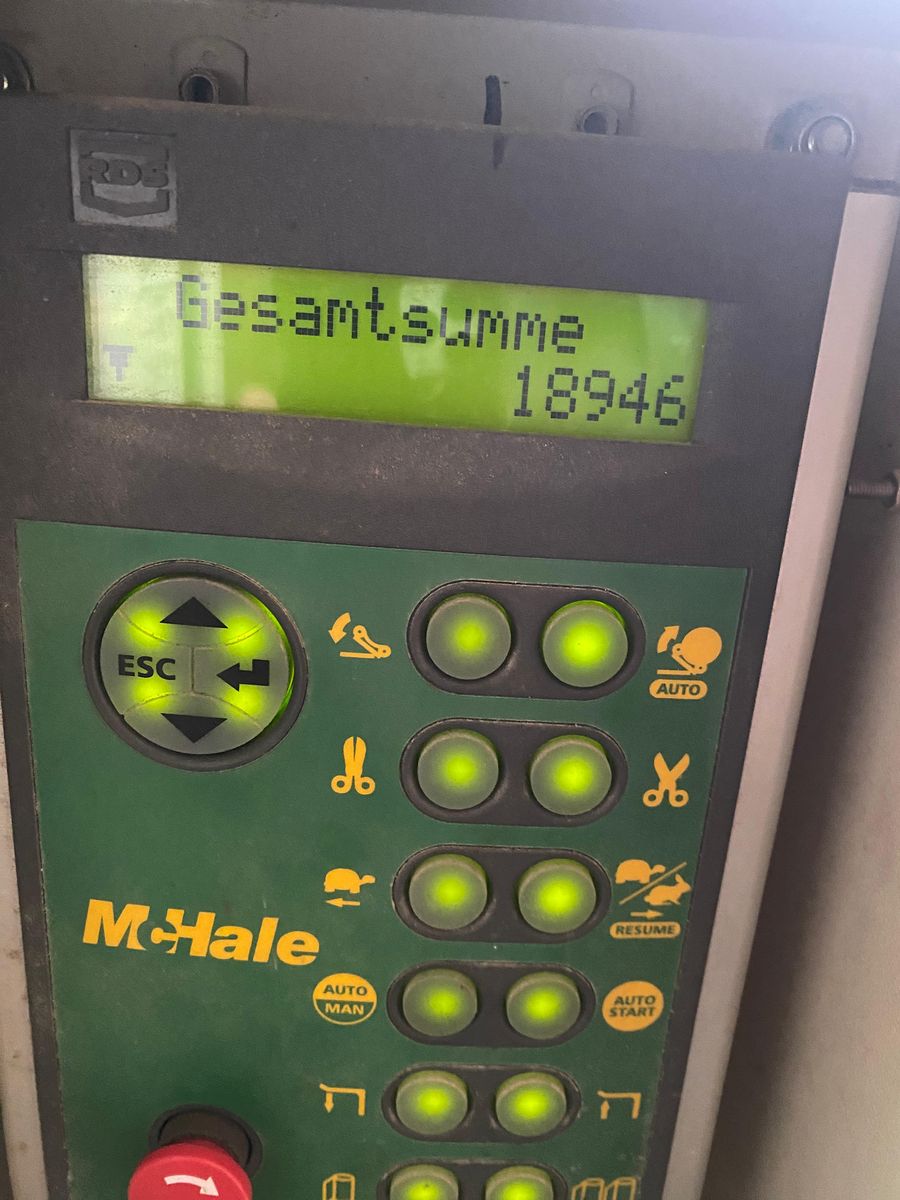 RDS
Gesamtsumme
18946
ESC
AUTO
RESUME
McHale
AUTO
MAN
AUTO
START